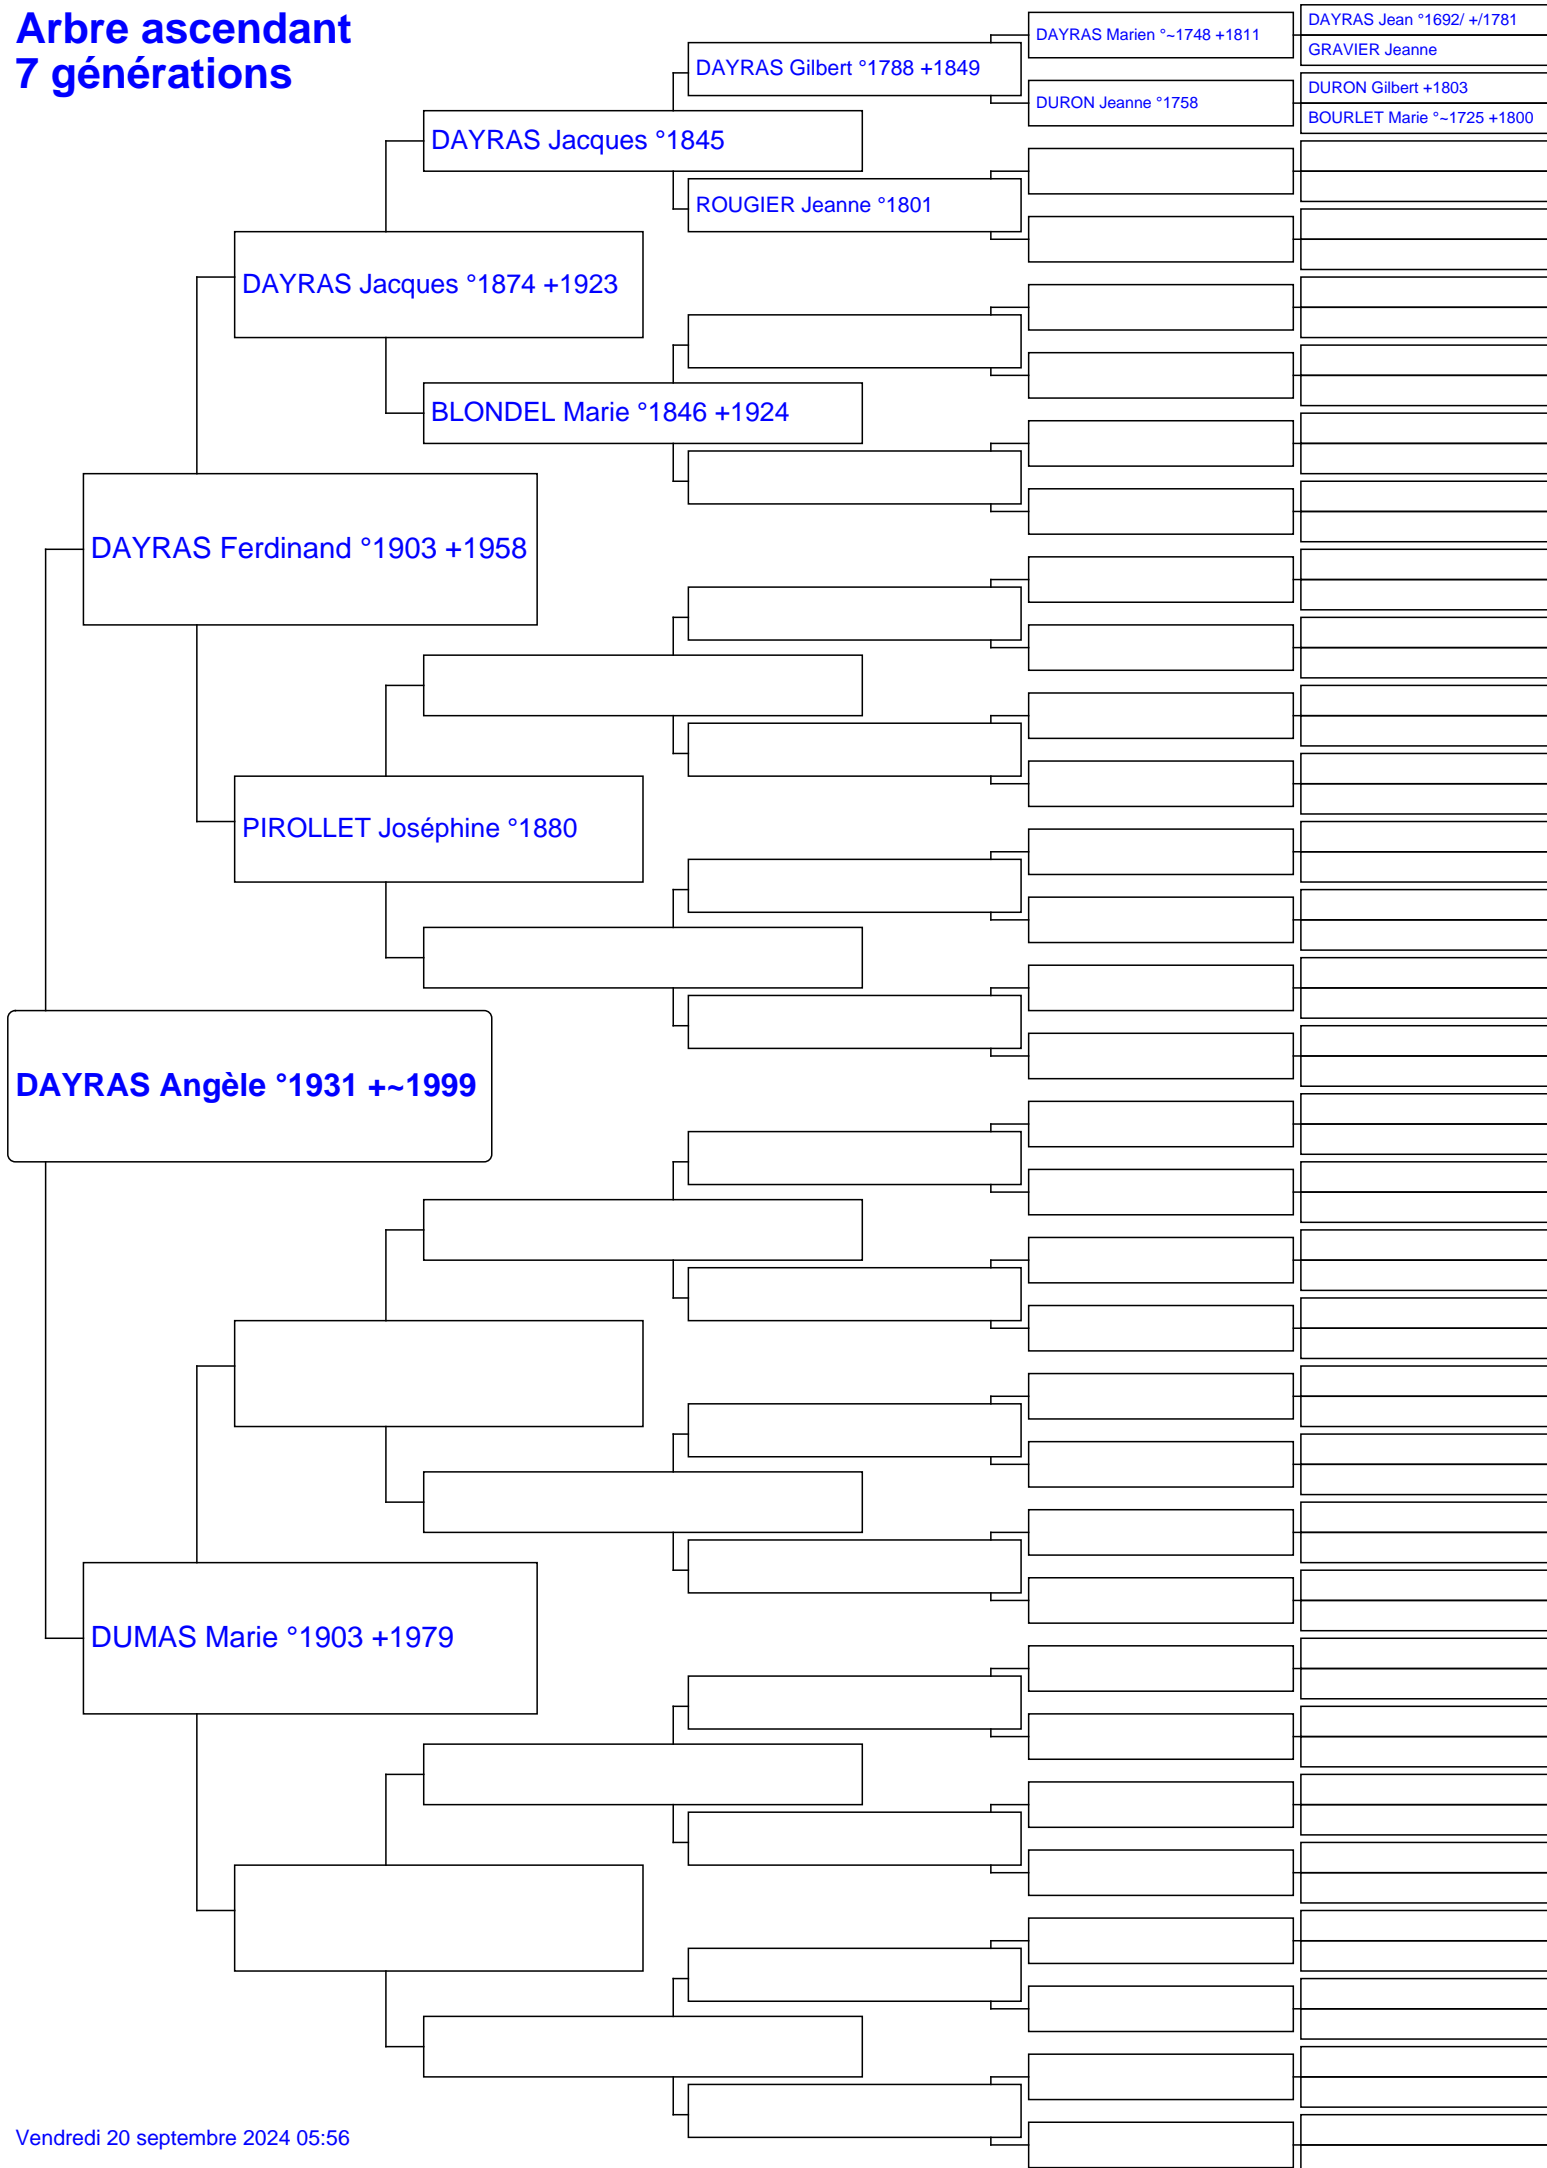 Arbre ascendant
7 générations
DAYRAS Marien °~1748 +1811
DAYRAS Jean °1692/ +/1781
GRAVIER Jeanne
DAYRAS Gilbert °1788 +1849
DURON Jeanne °1758
DURON Gilbert +1803
BOURLET Marie °~1725 +1800
DAYRAS Jacques °1845
ROUGIER Jeanne °1801
DAYRAS Jacques °1874 +1923
BLONDEL Marie °1846 +1924
DAYRAS Ferdinand °1903 +1958
PIROLLET Joséphine °1880
DAYRAS Angèle °1931 +~1999
DUMAS Marie °1903 +1979
Vendredi 20 septembre 2024 05:56